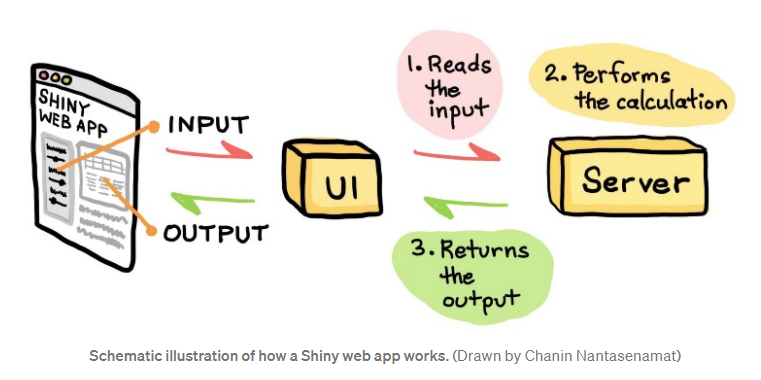 SHINY
WEB APP
INPUT
OUTPUT
UI
1. Reads
the
input
2. Performs
the calculation
Server
3. Returns
the
output
Schematic illustration of how a Shiny web app works. (Drawn by Chanin Nantasenamat)